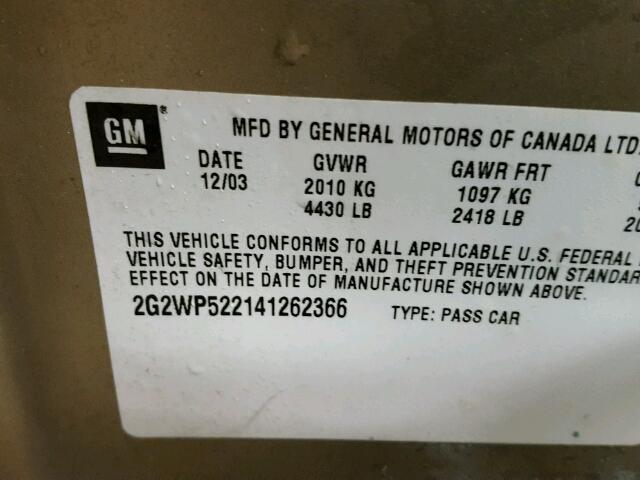 GM®
MFD BY GENERAL MOTORS OF CANADA LTD.
DATE GVWR GAWR FRT
12/03 2010 KG 1097 KG
4430 LB 2418 LB
THIS VEHICLE CONFORMS TO ALL APPLICABLE U.S. FEDERAL
VEHICLE SAFETY, BUMPER, AND THEFT PREVENTION STANDAR
EFFECT ON THE DATE OF MANUFACTURE SHOWN ABOVE.
2G2WP522141262366 TYPE: PASS CAR